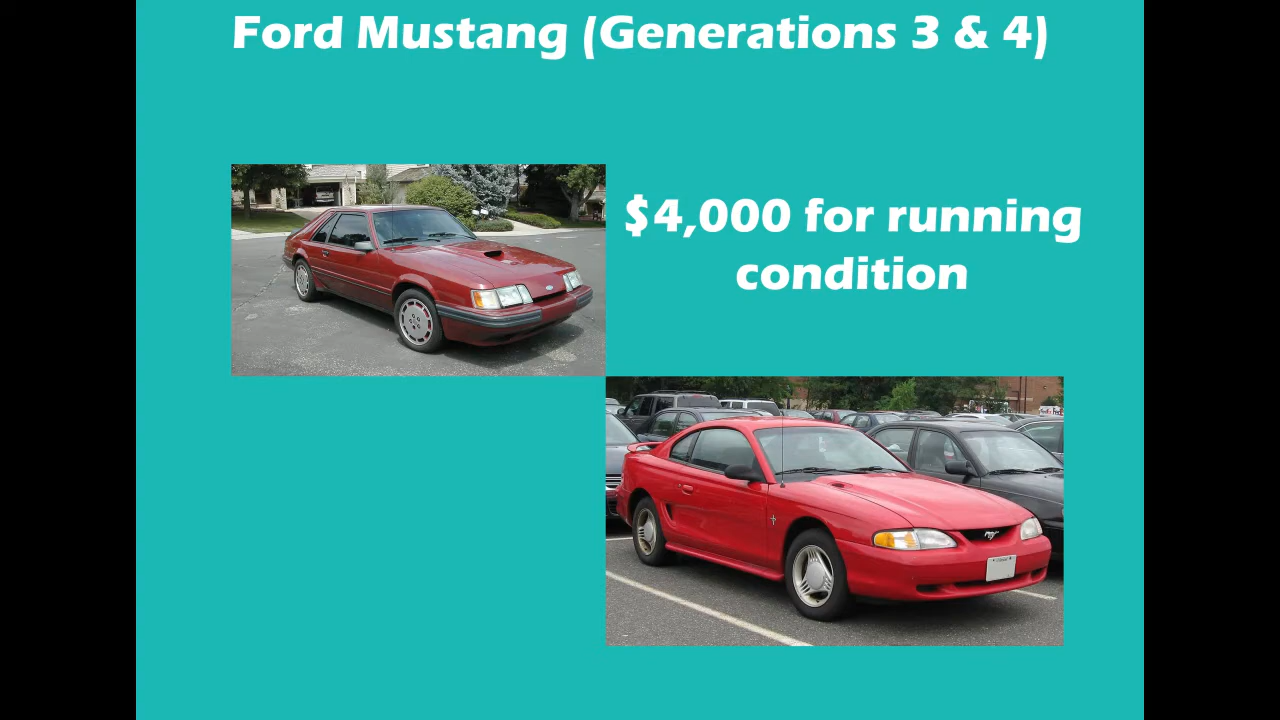 Ford Mustang (Generations 3 & 4)
$4,000 for running
condition